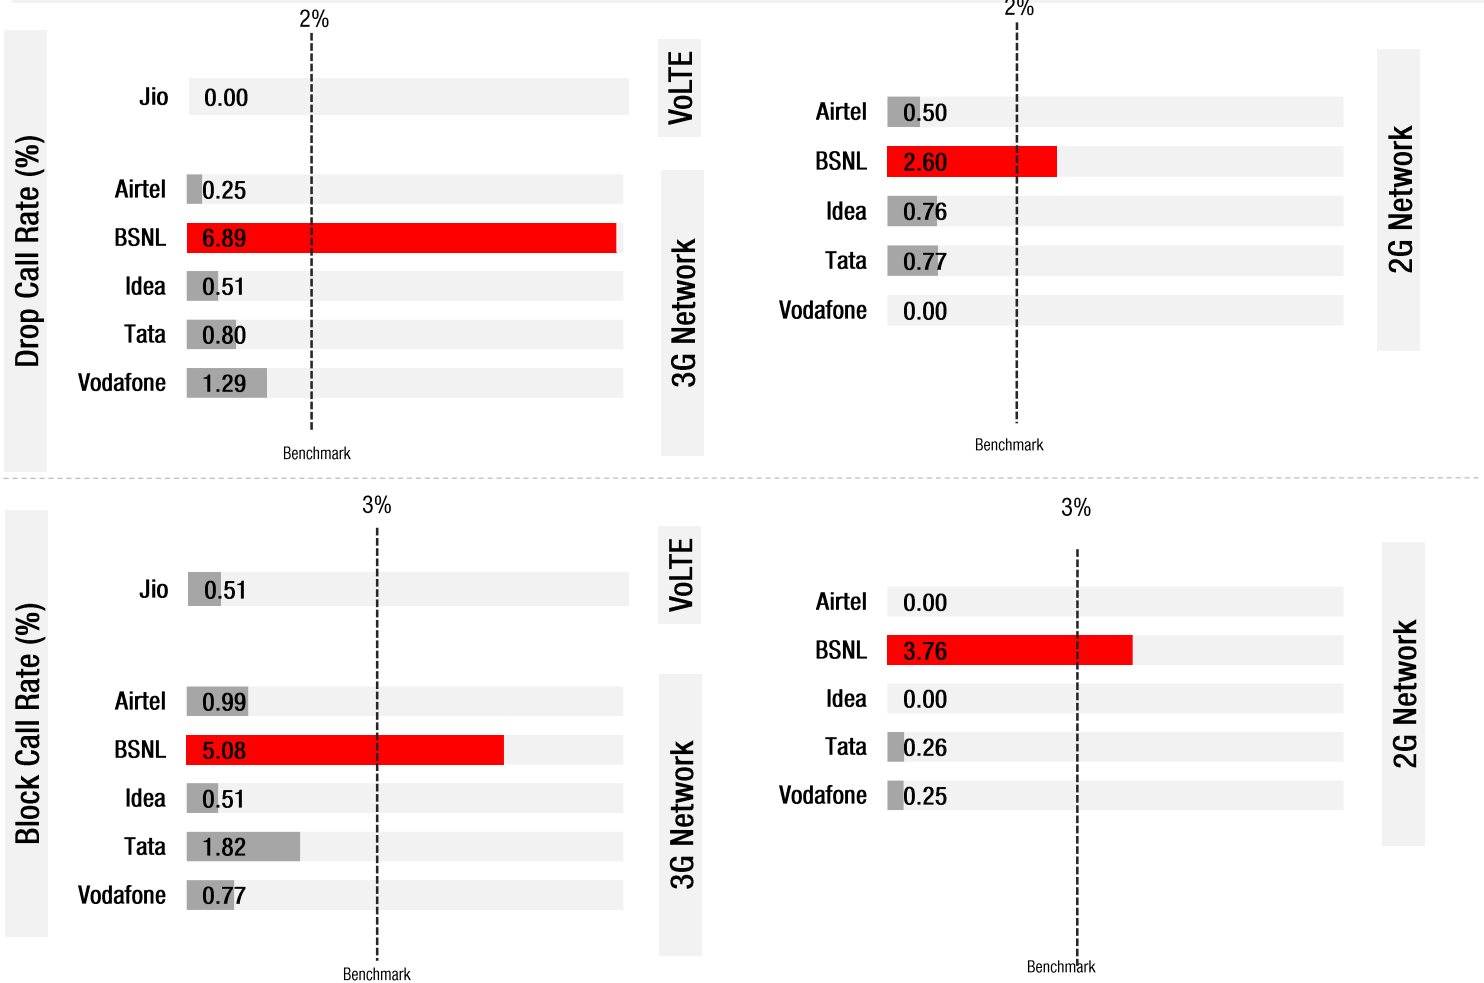 2%
Drop Call Rate (%)
Jio 0.00
VoLTE
Airtel 0.25
BSNL 6.89
Idea 0.51
Tata 0.80
Vodafone 1.29
3G Network
Benchmark
2%
Airtel 0.50
BSNL 2.60
Idea 0.76
Tata 0.77
Vodafone 0.00
2G Network
Benchmark
3%
Block Call Rate (%)
Jio 0.51
VoLTE
Airtel 0.99
BSNL 5.08
Idea 0.51
Tata 1.82
Vodafone 0.77
3G Network
Benchmark
3%
Airtel 0.00
BSNL 3.76
Idea 0.00
Tata 0.26
Vodafone 0.25
2G Network
Benchmark